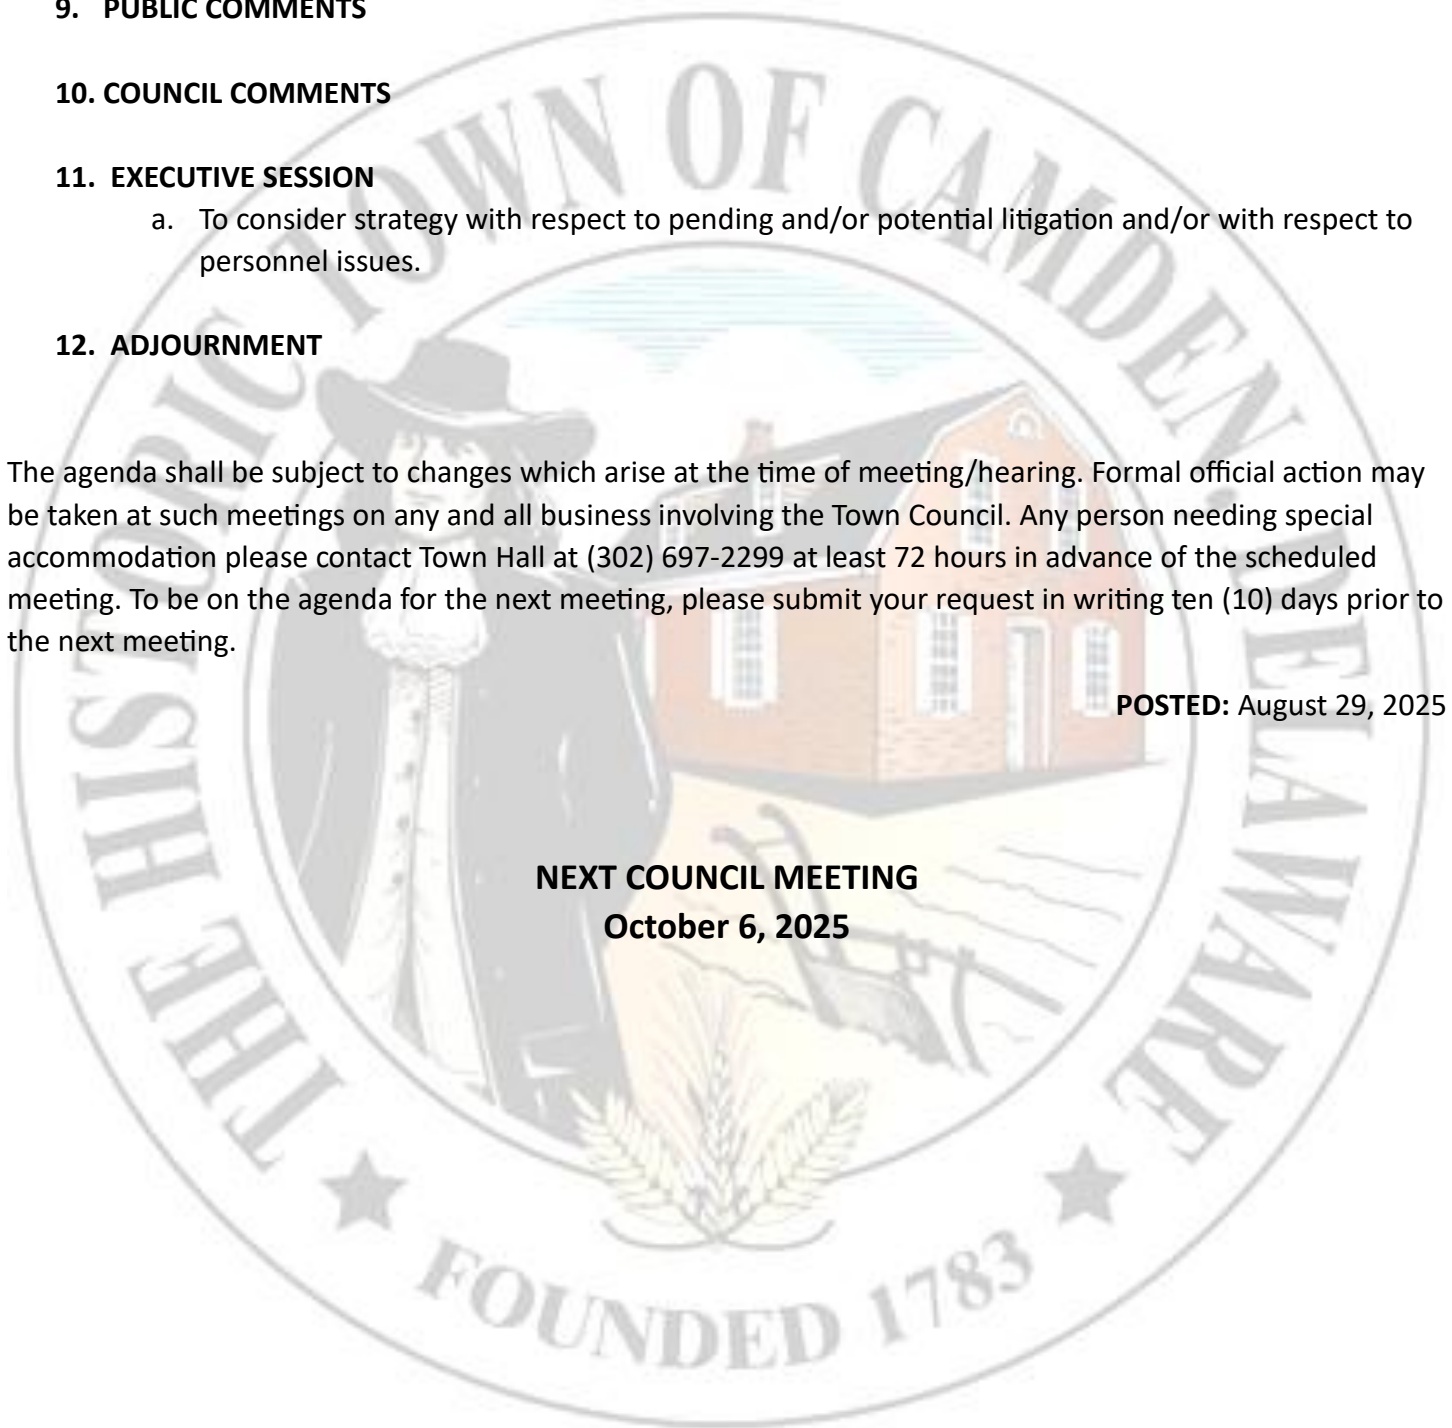 9. PUBLIC COMMENTS
10. COUNCIL COMMENTS
11. EXECUTIVE SESSION
a. To consider strategy with respect to pending and/or potential litigation and/or with respect to
personnel issues.
12. ADJOURNMENT
The agenda shall be subject to changes which arise at the time of meeting/hearing. Formal official action may
be taken at such meetings on any and all business involving the Town Council. Any person needing special
accommodation please contact Town Hall at (302) 697-2299 at least 72 hours in advance of the scheduled
meeting. To be on the agenda for the next meeting, please submit your request in writing ten (10) days prior to
the next meeting.
POSTED: August 29, 2025
NEXT COUNCIL MEETING
October 6, 2025
THE HISTORIC TOWN OF CAMDEN, DELAWARE
FOUNDED 1783